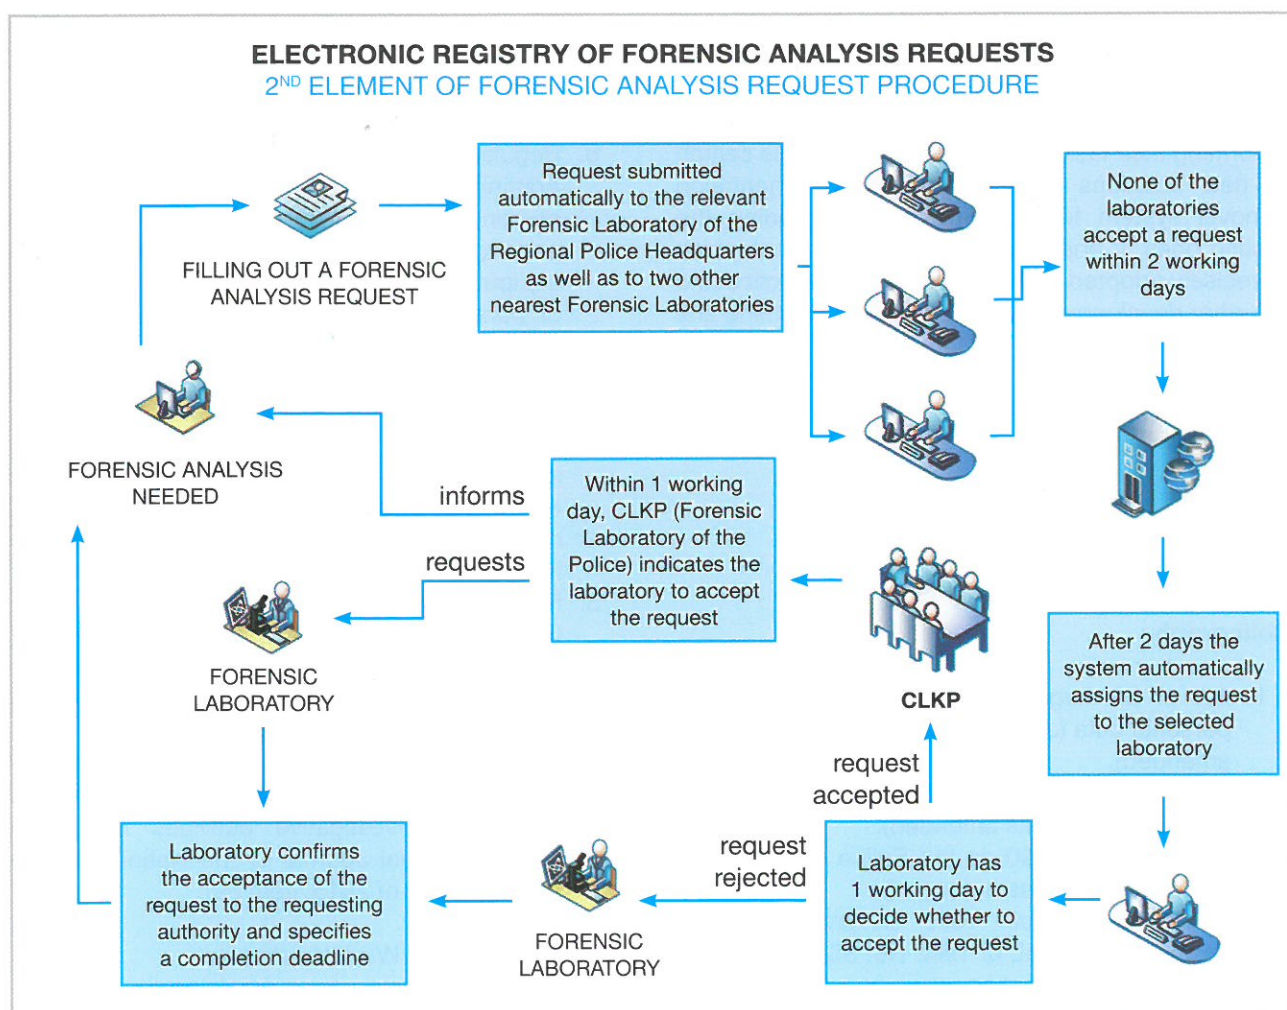 ELECTRONIC REGISTRY OF FORENSIC ANALYSIS REQUESTS
2ND ELEMENT OF FORENSIC ANALYSIS REQUEST PROCEDURE
FILLING OUT A FORENSIC
ANALYSIS REQUEST
Request submitted
automatically to the relevant
Forensic Laboratory of the
Regional Police Headquarters
as well as to two other
nearest Forensic Laboratories
None of the
laboratories
accept a request
within 2 working
days
FORENSIC ANALYSIS
NEEDED
informs
requests
Within 1 working
day, CLKP (Forensic
Laboratory of the
Police) indicates the
laboratory to accept
the request
FORENSIC
LABORATORY
CLKP
After 2 days the
system automatically
assigns the request
to the selected
laboratory
request
accepted
request
rejected
Laboratory has
1 working day to
decide whether to
accept the request
FORENSIC
LABORATORY
Laboratory confirms
the acceptance of the
request to the requesting
authority and specifies
a completion deadline